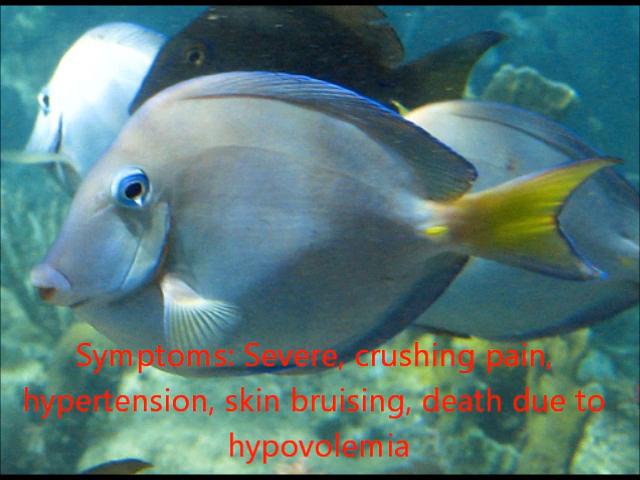 Symptoms: Severe, crushing pain,
hypertension, skin bruising, death due to
hypovolemia